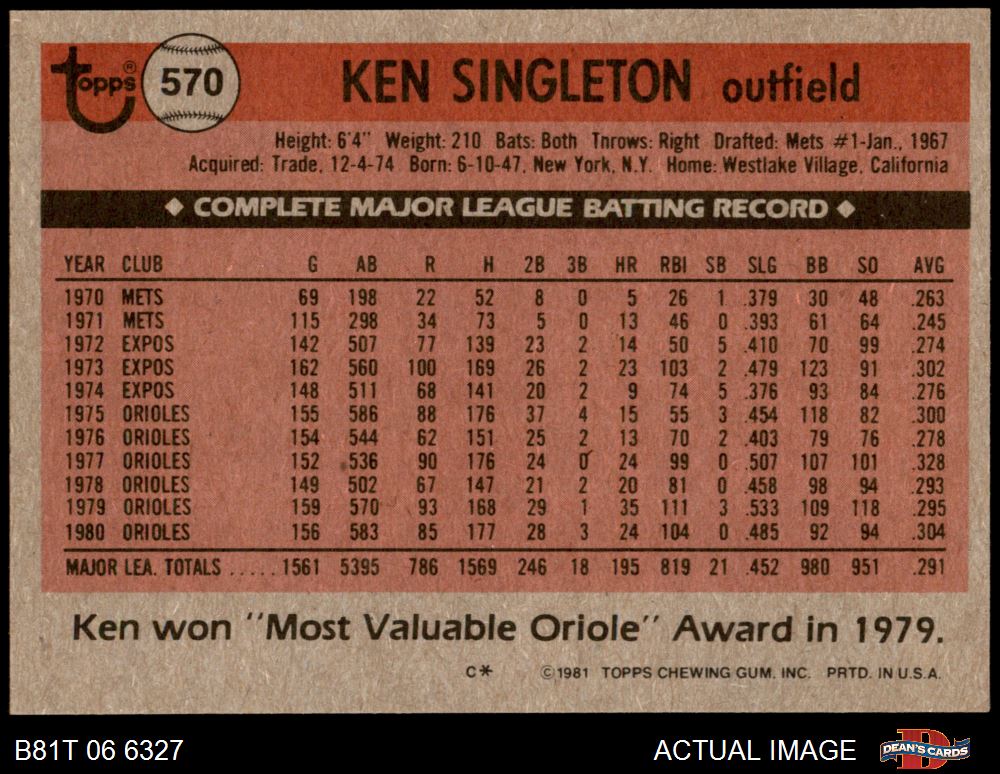 Topps® 570 KEN SINGLETON outfield
Height: 6'4" Weight: 210 Bats: Both Throws: Right Drafted: Mets #1-Jan., 1967
Acquired: Trade, 12-4-74 Born: 6-10-47, New York, N.Y. Home: Westlake Village, California
◆ COMPLETE MAJOR LEAGUE BATTING RECORD ◆
YEAR CLUB G AB R H 2B 3B HR RBI SB SLG BB SO AVG
1970 METS 69 198 22 52 8 0 5 26 1 .379 30 48 .263
1971 METS 115 298 34 73 5 0 13 46 0 .393 61 64 .245
1972 EXPOS 142 507 77 139 23 2 14 50 5 .410 70 99 .274
1973 EXPOS 162 560 100 169 26 2 23 103 2 .479 123 91 .302
1974 EXPOS 148 511 68 141 20 2 9 74 5 .376 93 84 .276
1975 ORIOLES 155 586 88 176 37 4 15 55 3 .454 118 82 .300
1976 ORIOLES 154 544 62 151 25 2 13 70 2 .403 79 76 .278
1977 ORIOLES 152 536 90 176 24 0 24 99 0 .507 107 101 .328
1978 ORIOLES 149 502 67 147 21 2 20 81 0 .458 98 94 .293
1979 ORIOLES 159 570 93 168 29 1 35 111 3 .533 109 118 .295
1980 ORIOLES 156 583 85 177 28 3 24 104 0 .485 92 94 .304
MAJOR LEA. TOTALS ..... 1561 5395 786 1569 246 18 195 819 21 .452 980 951 .291
Ken won "Most Valuable Oriole" Award in 1979.
C* ©1981 TOPPS CHEWING GUM, INC. PRTD. IN U.S.A.
B81T 06 6327 ACTUAL IMAGE DEAN'S CARDS